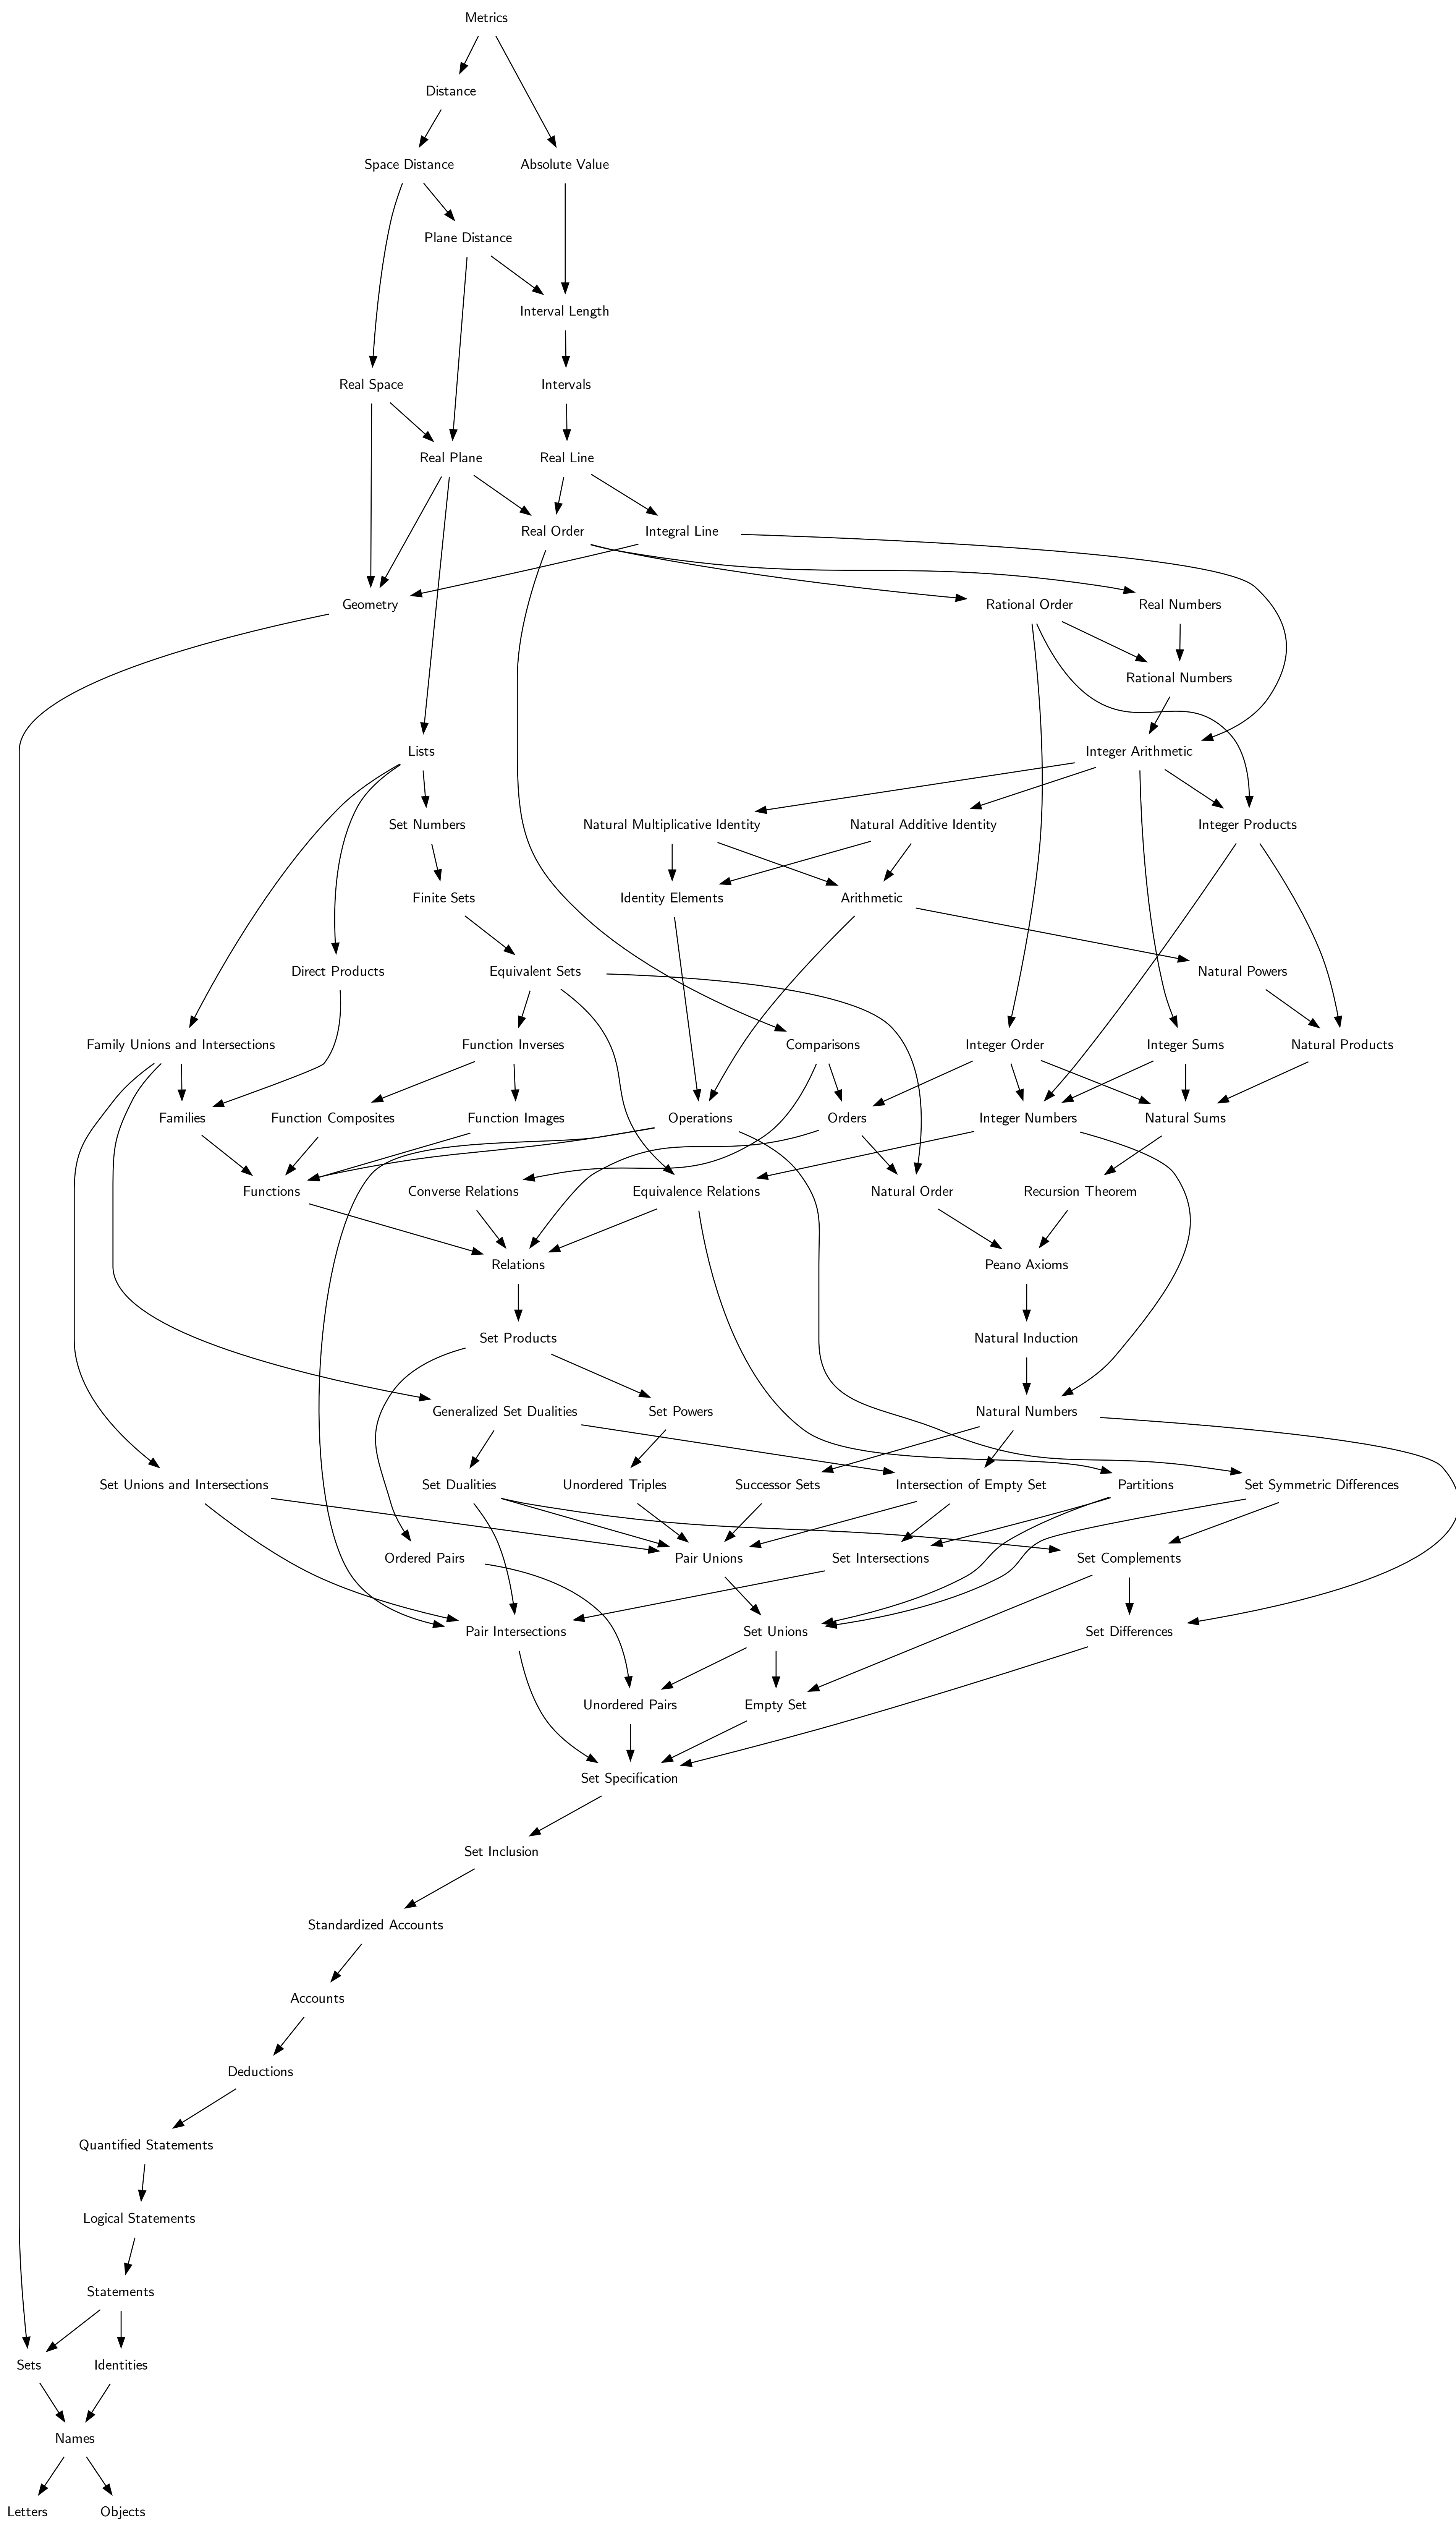 Metrics
Distance
Space Distance
Absolute Value
Plane Distance
Interval Length
Real Space
Intervals
Real Plane
Real Line
Real Order
Integral Line
Geometry
Rational Order
Real Numbers
Rational Numbers
Lists
Integer Arithmetic
Set Numbers
Natural Multiplicative Identity
Natural Additive Identity
Integer Products
Finite Sets
Identity Elements
Arithmetic
Direct Products
Equivalent Sets
Natural Powers
Family Unions and Intersections
Function Inverses
Comparisons
Integer Order
Integer Sums
Natural Products
Families
Function Composites
Function Images
Operations
Orders
Integer Numbers
Natural Sums
Functions
Converse Relations
Equivalence Relations
Natural Order
Recursion Theorem
Relations
Peano Axioms
Set Products
Natural Induction
Generalized Set Dualities
Set Powers
Natural Numbers
Set Unions and Intersections
Set Dualities
Unordered Triples
Successor Sets
Intersection of Empty Set
Partitions
Set Symmetric Differences
Ordered Pairs
Pair Unions
Set Intersections
Set Complements
Pair Intersections
Set Unions
Set Differences
Unordered Pairs
Empty Set
Set Specification
Set Inclusion
Standardized Accounts
Accounts
Deductions
Quantified Statements
Logical Statements
Statements
Sets
Identities
Names
Letters
Objects